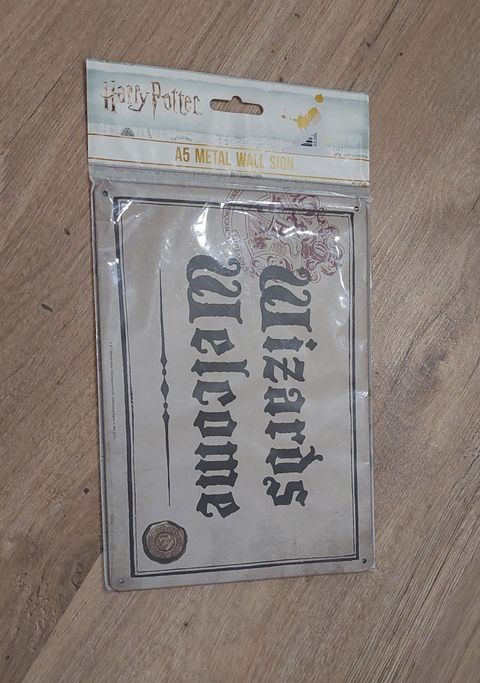 Harry Potter
A5 METAL WALL SIGN
Wizards
Welcome